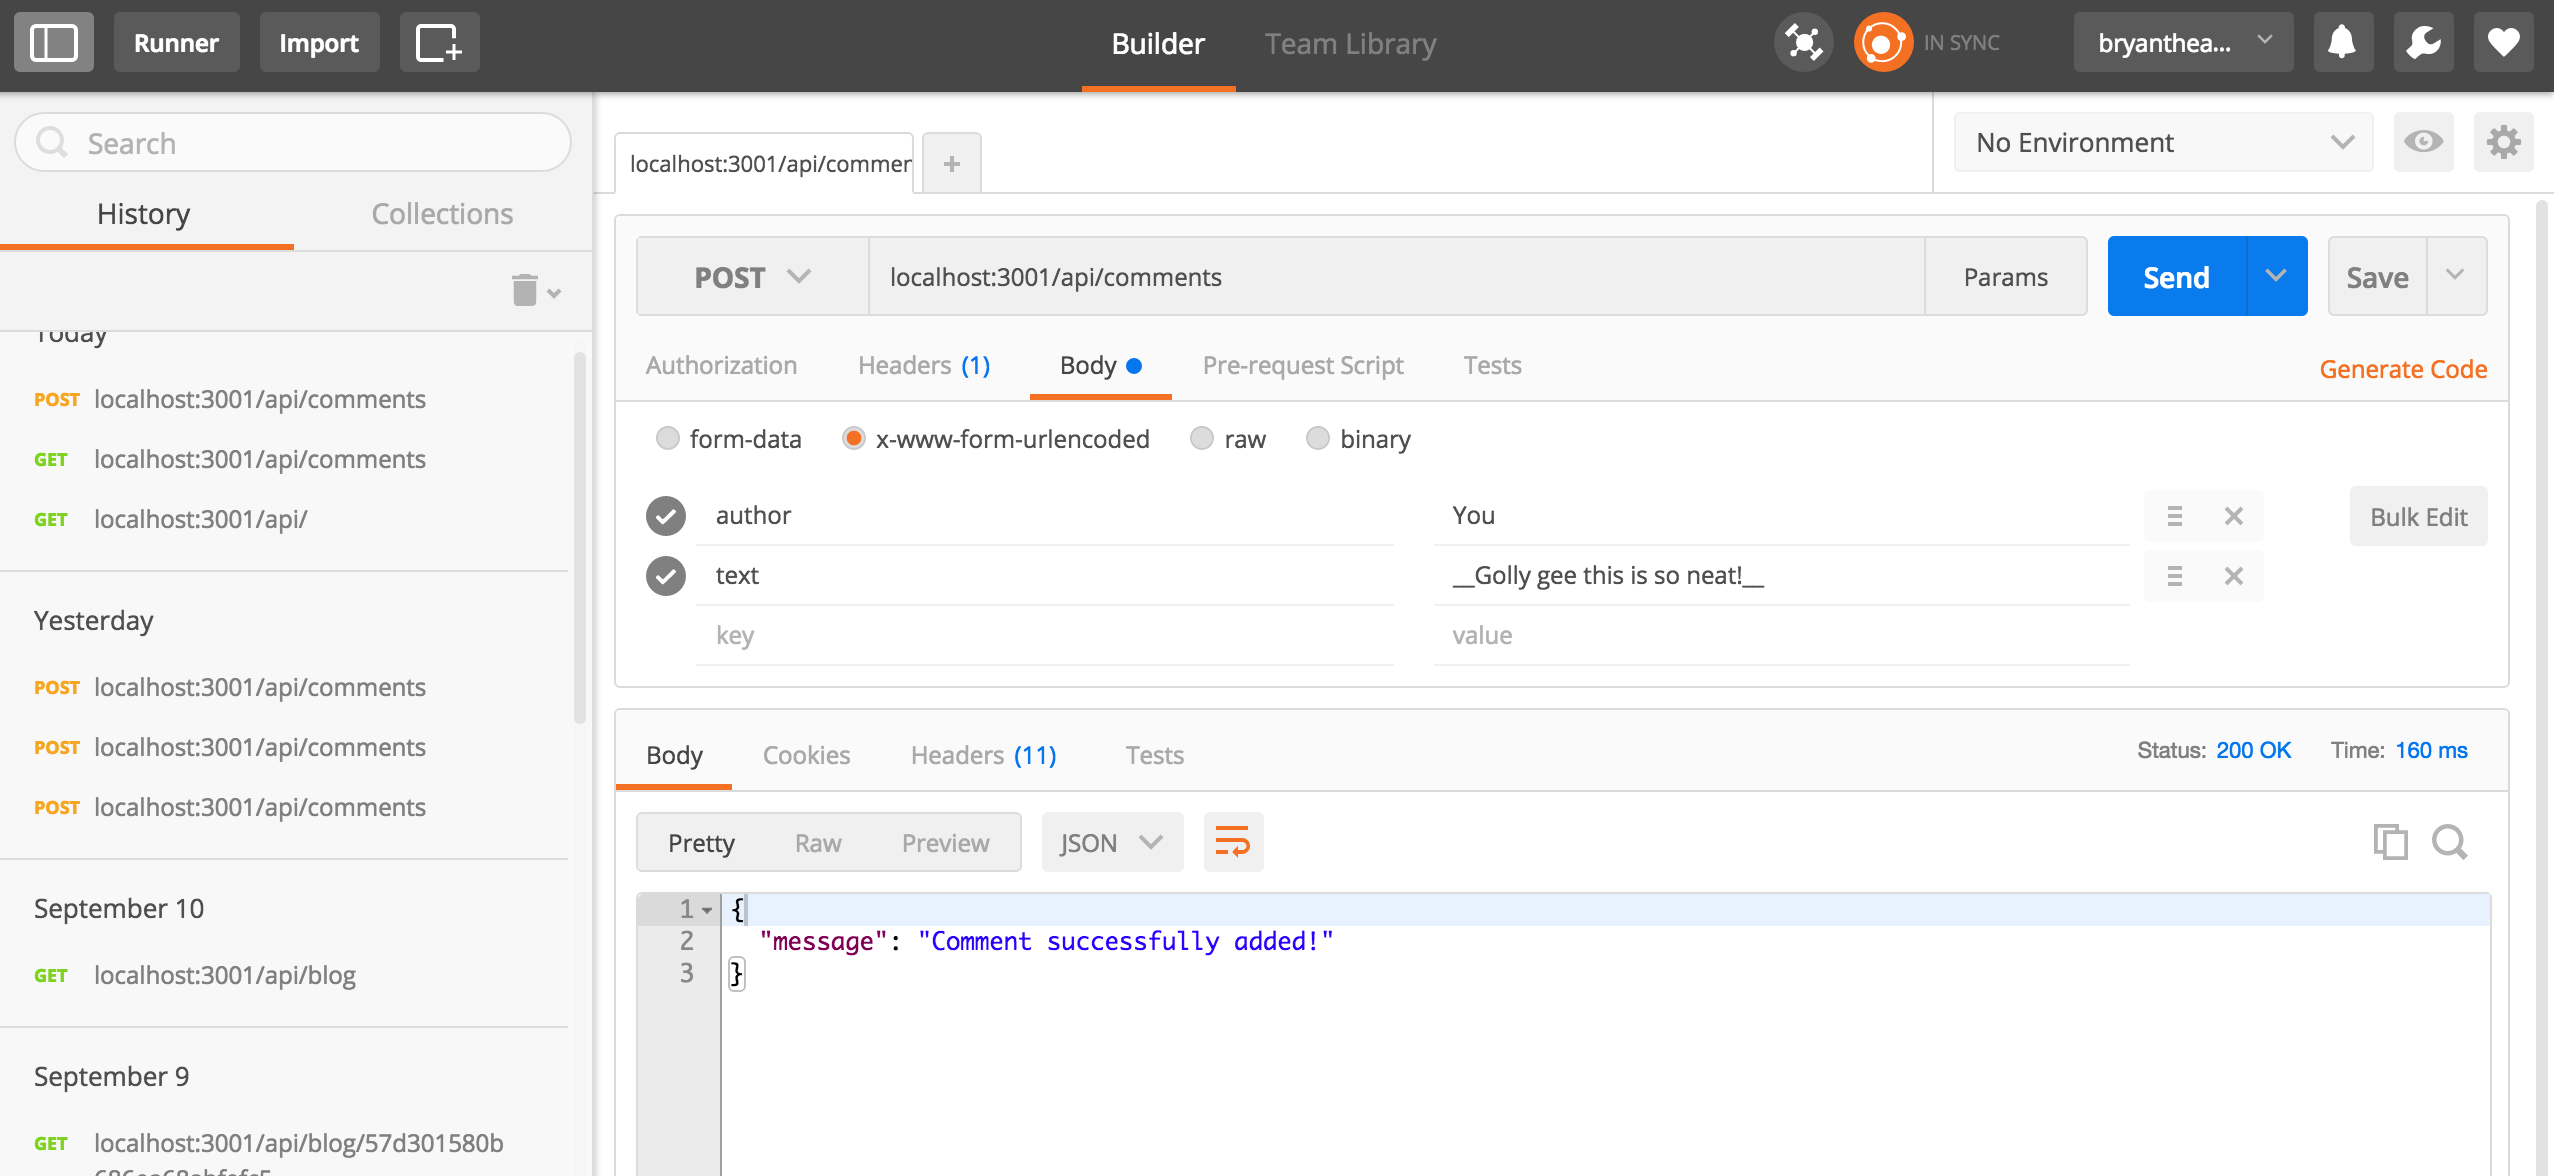 Runner Import Builder Team Library IN SYNC bryanthea...
Search
History Collections
Today
POST localhost:3001/api/comments
GET localhost:3001/api/comments
GET localhost:3001/api/
Yesterday
POST localhost:3001/api/comments
POST localhost:3001/api/comments
POST localhost:3001/api/comments
September 10
GET localhost:3001/api/blog
September 9
GET localhost:3001/api/blog/57d301580b
localhost:3001/api/commen +
No Environment
POST localhost:3001/api/comments Params Send Save
Authorization Headers (1) Body Pre-request Script Tests Generate Code
form-data x-www-form-urlencoded raw binary
author You Bulk Edit
text __Golly gee this is so neat!__
key value
Body Cookies Headers (11) Tests Status: 200 OK Time: 160 ms
Pretty Raw Preview JSON
1 {
2 "message": "Comment successfully added!"
3 }